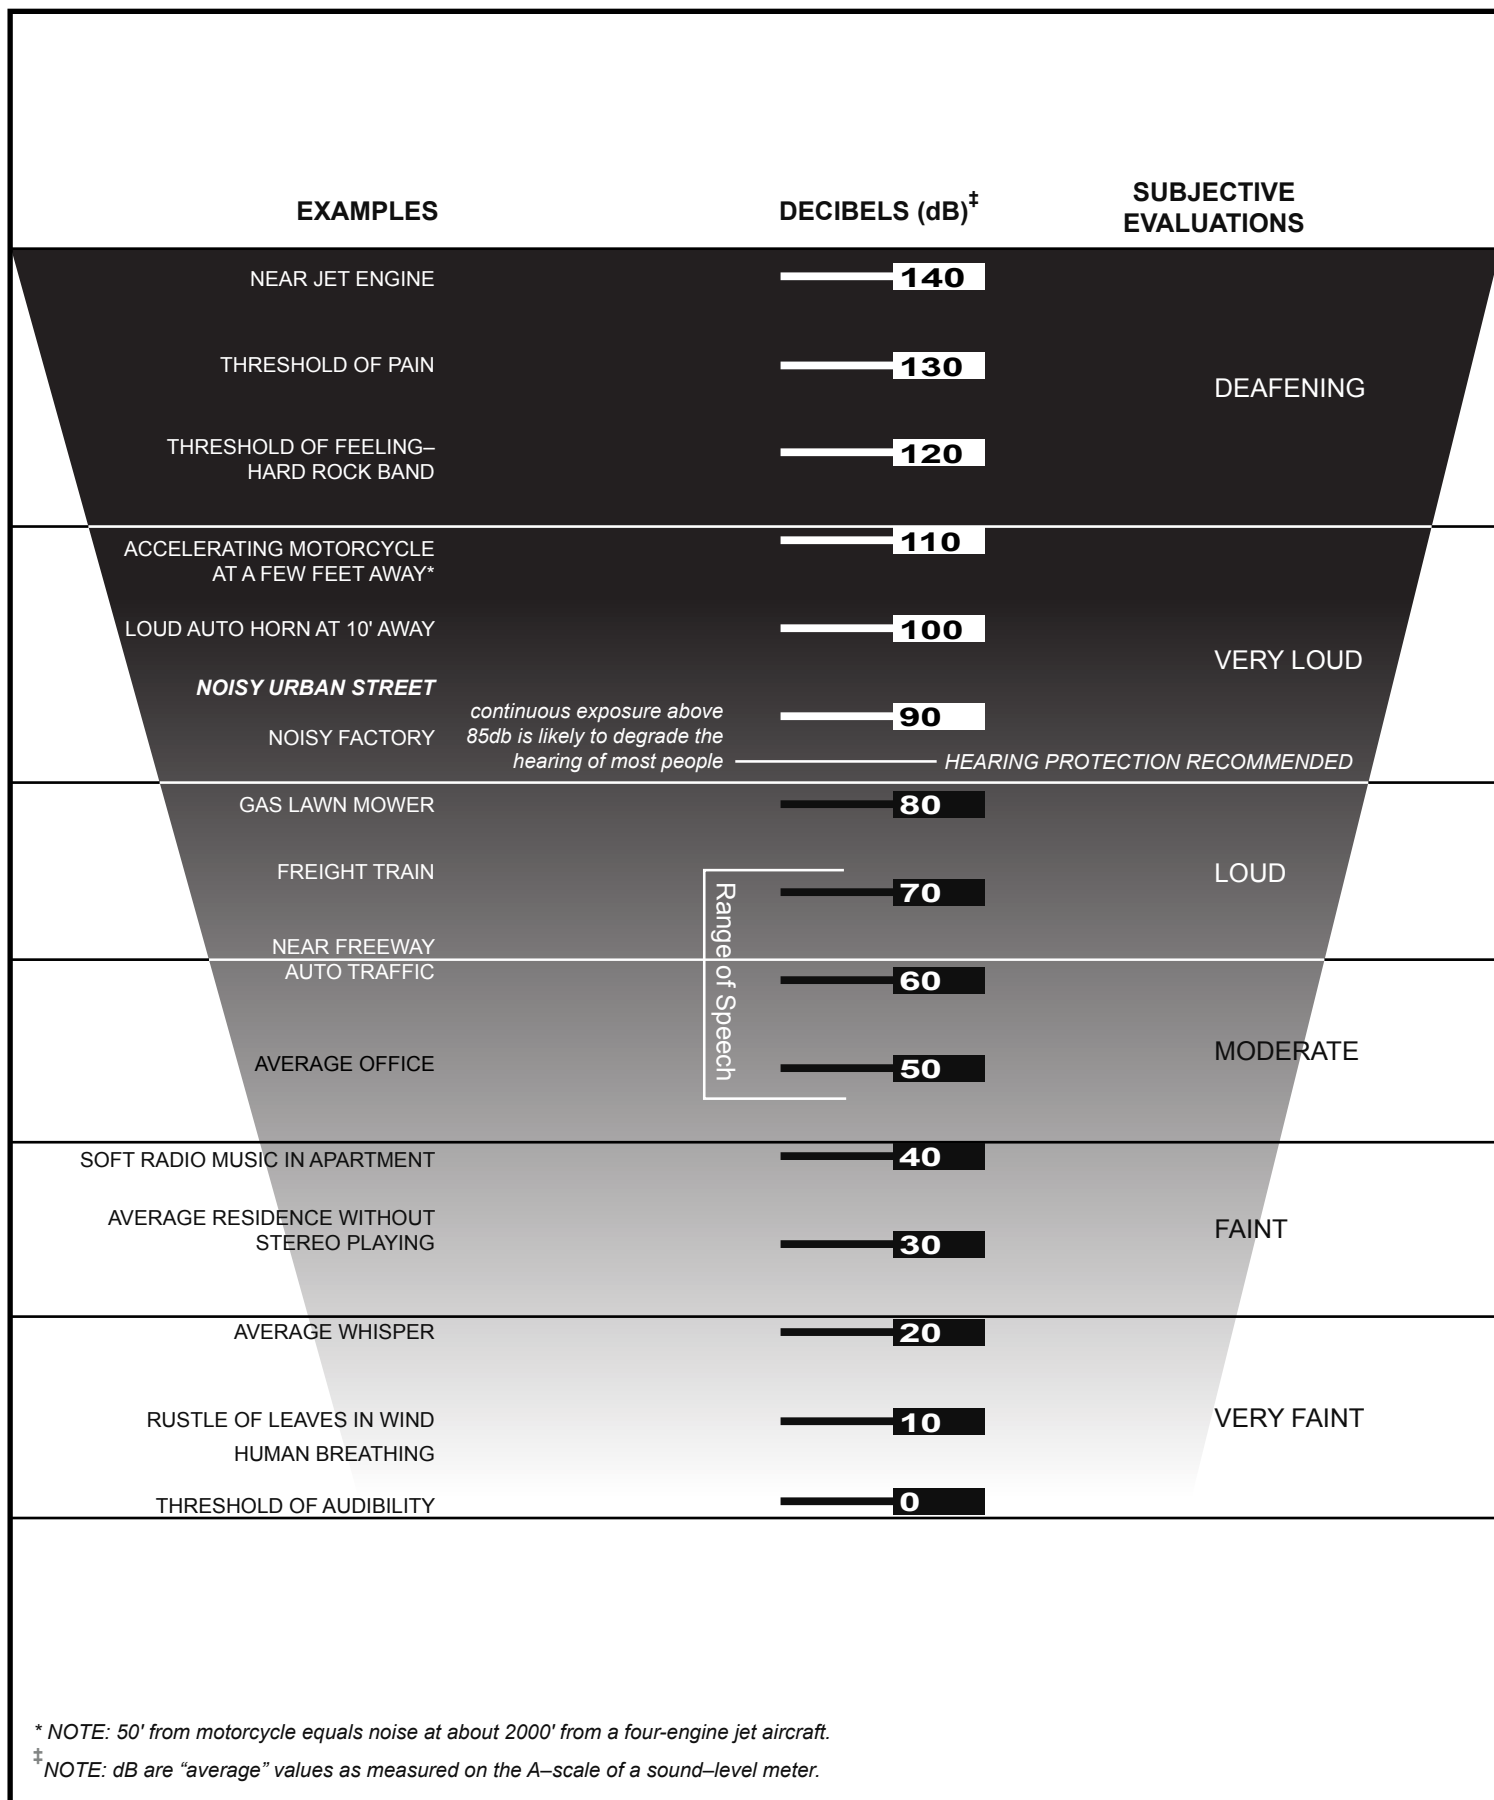 EXAMPLES
DECIBELS (dB)‡
SUBJECTIVE
EVALUATIONS
NEAR JET ENGINE
140
THRESHOLD OF PAIN
130
DEAFENING
THRESHOLD OF FEELING–
HARD ROCK BAND
120
ACCELERATING MOTORCYCLE
AT A FEW FEET AWAY*
110
LOUD AUTO HORN AT 10' AWAY
100
VERY LOUD
NOISY URBAN STREET
NOISY FACTORY
continuous exposure above
85db is likely to degrade the
hearing of most people
90
HEARING PROTECTION RECOMMENDED
GAS LAWN MOWER
80
FREIGHT TRAIN
70
LOUD
Range of Speech
NEAR FREEWAY
AUTO TRAFFIC
60
AVERAGE OFFICE
50
MODERATE
SOFT RADIO MUSIC IN APARTMENT
40
AVERAGE RESIDENCE WITHOUT
STEREO PLAYING
30
FAINT
AVERAGE WHISPER
20
RUSTLE OF LEAVES IN WIND
10
VERY FAINT
HUMAN BREATHING
THRESHOLD OF AUDIBILITY
0
* NOTE: 50' from motorcycle equals noise at about 2000' from a four-engine jet aircraft.
‡ NOTE: dB are “average” values as measured on the A–scale of a sound–level meter.